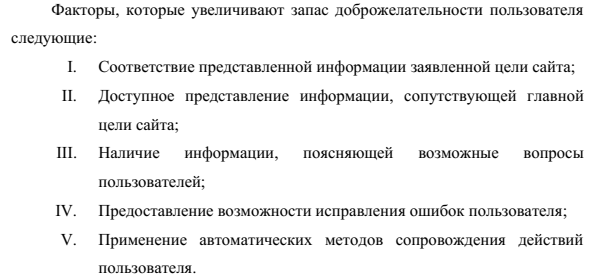 Факторы, которые увеличивают запас доброжелательности пользователя
следующие:
I. Соответствие представленной информации заявленной цели сайта;
II. Доступное представление информации, сопутствующей главной
цели сайта;
III. Наличие информации, поясняющей возможные вопросы
пользователей;
IV. Предоставление возможности исправления ошибок пользователя;
V. Применение автоматических методов сопровождения действий
пользователя.